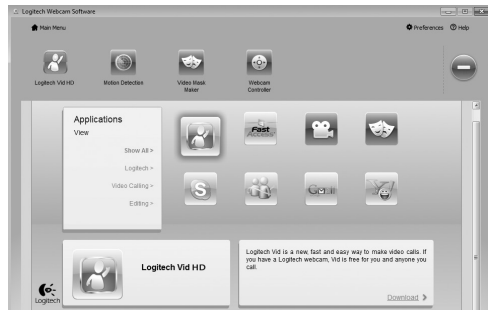 Logitech Webcam Software
Main Menu
Preferences
Help
Logitech Vid HD
Motion Detection
Video Mask
Maker
Webcam
Controller
Applications
View
Show All >
Logitech >
Video Calling >
Editing >
Fast
Access
Logitech Vid HD
Logitech Vid is a new, fast and easy way to make video calls. If
you have a Logitech webcam, Vid is free for you and anyone you
call.
Download >
Logitech